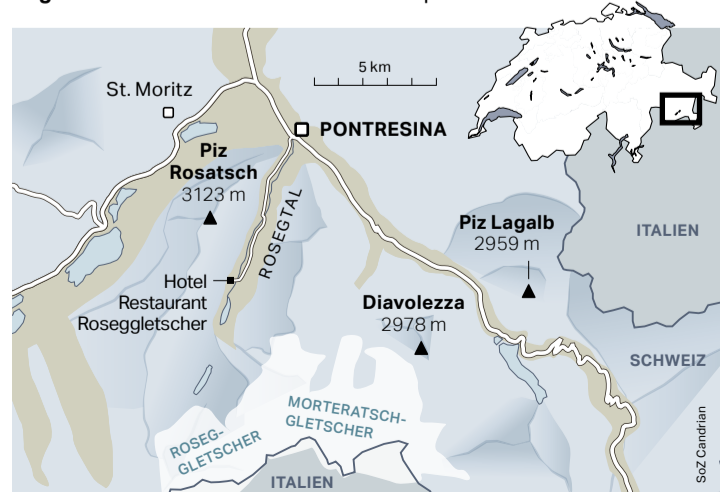 5 km
St. Moritz
PONTRESINA
Piz
Rosatsch
3123 m
ROSEGTAL
Piz Lagalb
2959 m
ITALIEN
Hotel
Restaurant
Roseggletscher
Diavolezza
2978 m
SCHWEIZ
MORTERATSCH-
GLETSCHER
ROSEG-
GLETSCHER
ITALIEN
SoZ Candrian